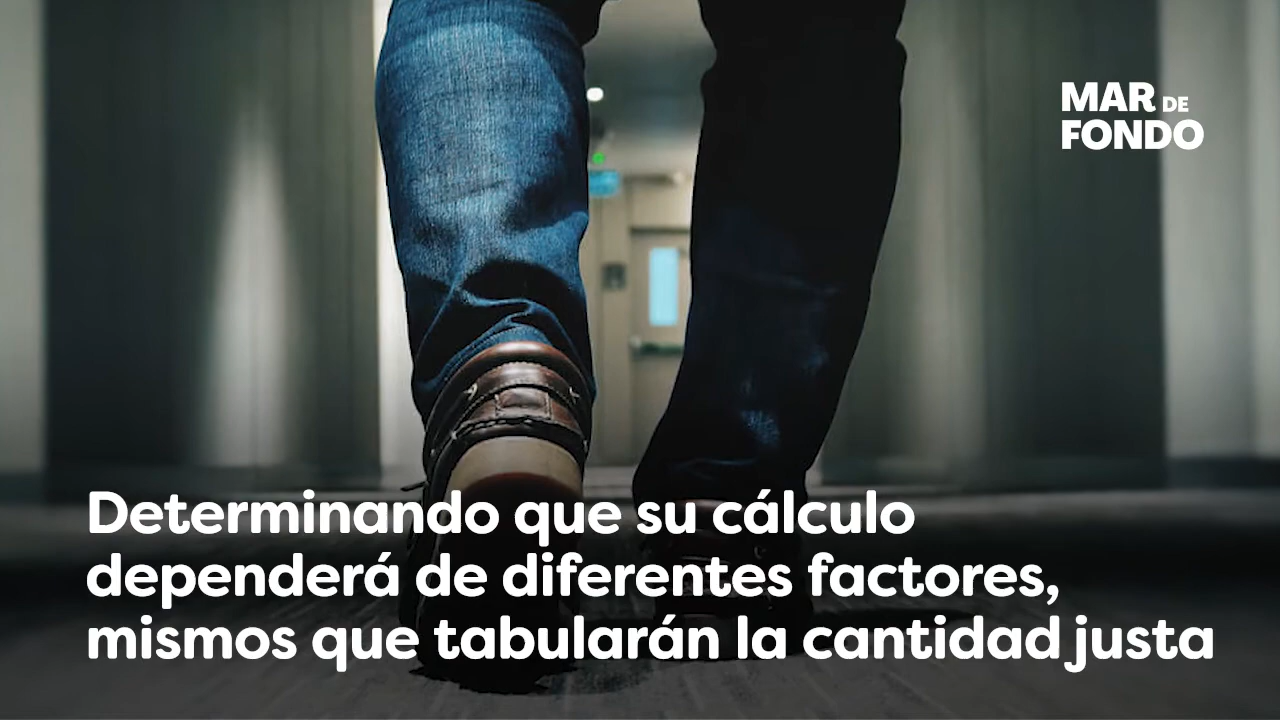 MAR DE
FONDO
Determinando que su cálculo
dependerá de diferentes factores,
mismos que tabularán la cantidad justa